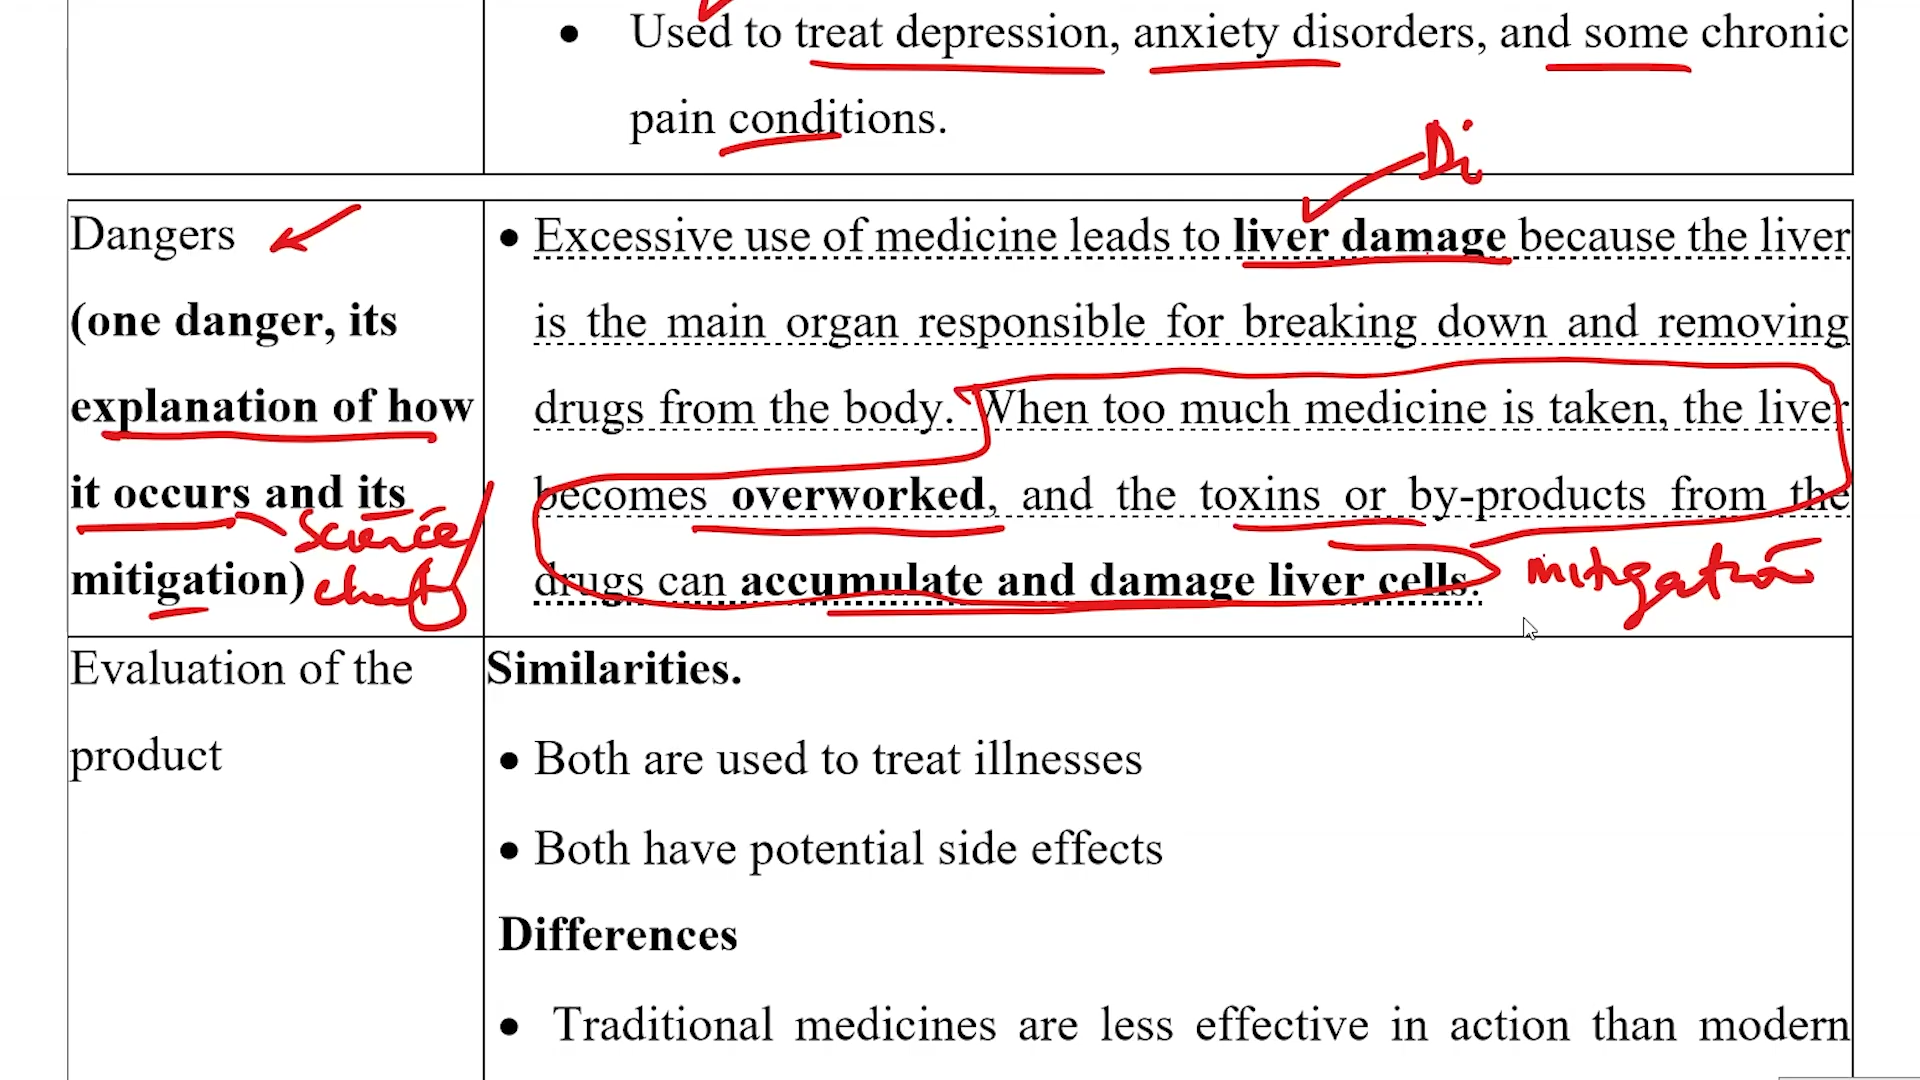 • Used to treat depression, anxiety disorders, and some chronic
pain conditions.
Di
Dangers
(one danger, its
explanation of how
it occurs and its
science
mitigation)
• Excessive use of medicine leads to liver damage because the liver
is the main organ responsible for breaking down and removing
drugs from the body. When too much medicine is taken, the liver
becomes overworked, and the toxins or by-products from the
drugs can accumulate and damage liver cells.
mitigation
Evaluation of the
product
Similarities.
• Both are used to treat illnesses
• Both have potential side effects
Differences
• Traditional medicines are less effective in action than modern